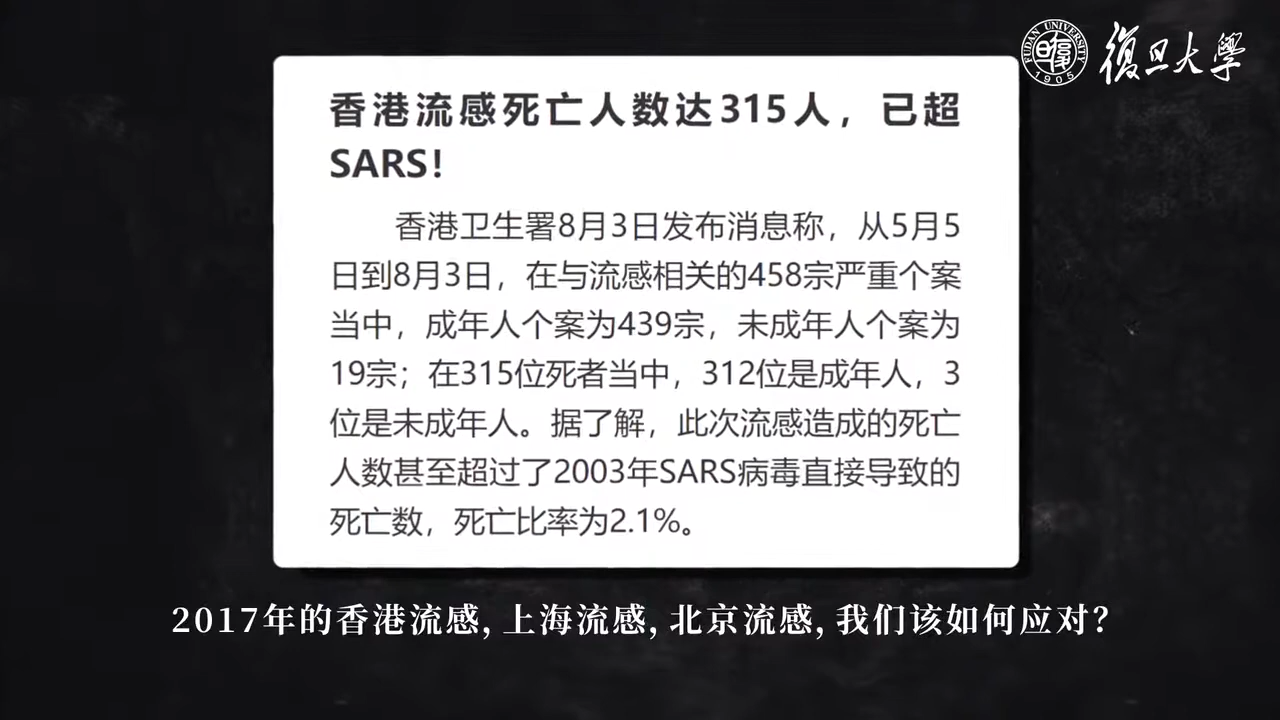 FUDAN UNIVERSITY
1905
復旦大學
香港流感死亡人数达315人，已超
SARS！
香港卫生署8月3日发布消息称，从5月5
日到8月3日，在与流感相关的458宗严重个案
当中，成年人个案为439宗，未成年人个案为
19宗；在315位死者当中，312位是成年人，3
位是未成年人。据了解，此次流感造成的死亡
人数甚至超过了2003年SARS病毒直接导致的
死亡数，死亡比率为2.1%。
2017年的香港流感，上海流感，北京流感，我们该如何应对？